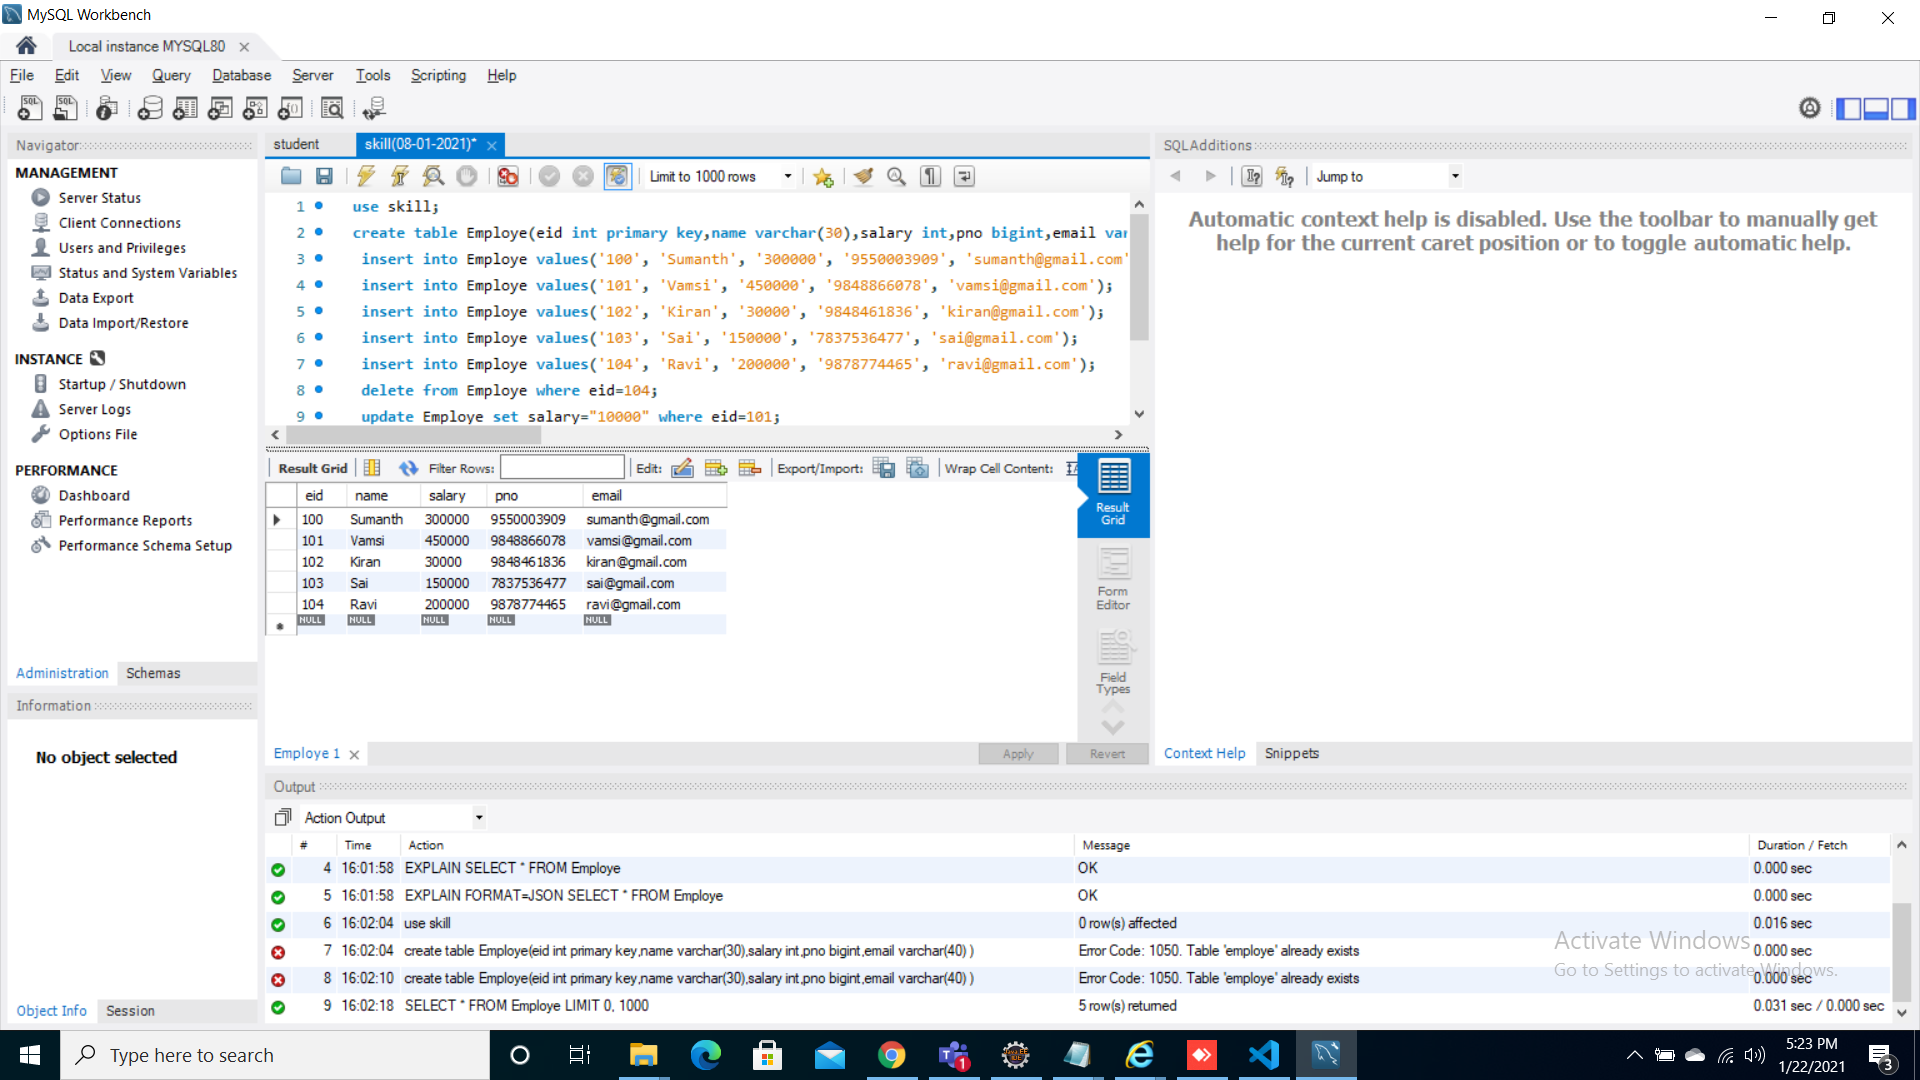 MySQL Workbench
Local instance MYSQL80
File Edit View Query Database Server Tools Scripting Help
Navigator
MANAGEMENT
Server Status
Client Connections
Users and Privileges
Status and System Variables
Data Export
Data Import/Restore
INSTANCE
Startup / Shutdown
Server Logs
Options File
PERFORMANCE
Dashboard
Performance Reports
Performance Schema Setup
Administration Schemas
Information
No object selected
Object Info Session
student skill(08-01-2021)*
Limit to 1000 rows
1 use skill;
2 create table Employe(eid int primary key,name varchar(30),salary int,pno bigint,email var
3 insert into Employe values('100', 'Sumanth', '300000', '9550003909', 'sumanth@gmail.com'
4 insert into Employe values('101', 'Vamsi', '450000', '9848866078', 'vamsi@gmail.com');
5 insert into Employe values('102', 'Kiran', '30000', '9848461836', 'kiran@gmail.com');
6 insert into Employe values('103', 'Sai', '150000', '7837536477', 'sai@gmail.com');
7 insert into Employe values('104', 'Ravi', '200000', '9878774465', 'ravi@gmail.com');
8 delete from Employe where eid=104;
9 update Employe set salary="10000" where eid=101;
Result Grid Filter Rows: Edit: Export/Import: Wrap Cell Content:
eid name salary pno email
100 Sumanth 300000 9550003909 sumanth@gmail.com
101 Vamsi 450000 9848866078 vamsi@gmail.com
102 Kiran 30000 9848461836 kiran@gmail.com
103 Sai 150000 7837536477 sai@gmail.com
104 Ravi 200000 9878774465 ravi@gmail.com
NULL NULL NULL NULL NULL
Result
Grid
Form
Editor
Field
Types
Employe 1 Apply Revert
SQLAdditions
Jump to
Automatic context help is disabled. Use the toolbar to manually get
help for the current caret position or to toggle automatic help.
Context Help Snippets
Output
Action Output
# Time Action Message Duration / Fetch
4 16:01:58 EXPLAIN SELECT * FROM Employe OK 0.000 sec
5 16:01:58 EXPLAIN FORMAT=JSON SELECT * FROM Employe OK 0.000 sec
6 16:02:04 use skill 0 row(s) affected 0.016 sec
7 16:02:04 create table Employe(eid int primary key,name varchar(30),salary int,pno bigint,email varchar(40) ) Error Code: 1050. Table 'employe' already exists 0.000 sec
8 16:02:10 create table Employe(eid int primary key,name varchar(30),salary int,pno bigint,email varchar(40) ) Error Code: 1050. Table 'employe' already exists 0.000 sec
9 16:02:18 SELECT * FROM Employe LIMIT 0, 1000 5 row(s) returned 0.031 sec / 0.000 sec
Activate Windows
Go to Settings to activate Windows.
Type here to search
5:23 PM
1/22/2021
1
3